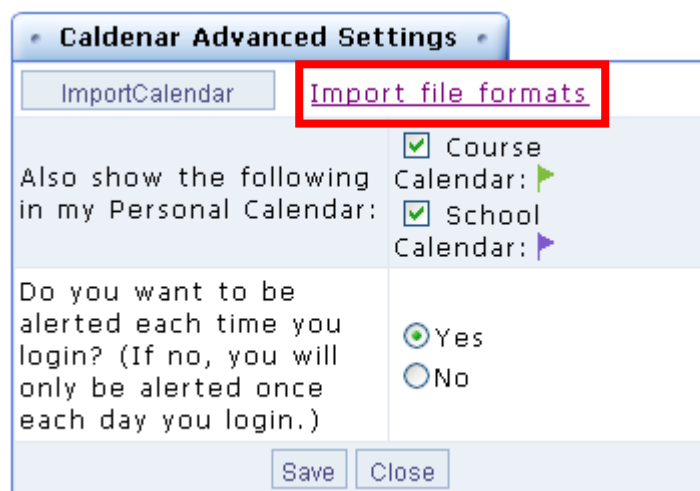 Caldenar Advanced Settings
ImportCalendar Import file formats
Also show the following
in my Personal Calendar:
Course
Calendar:
School
Calendar:
Do you want to be
alerted each time you
login? (If no, you will
only be alerted once
each day you login.)
Yes
No
Save Close